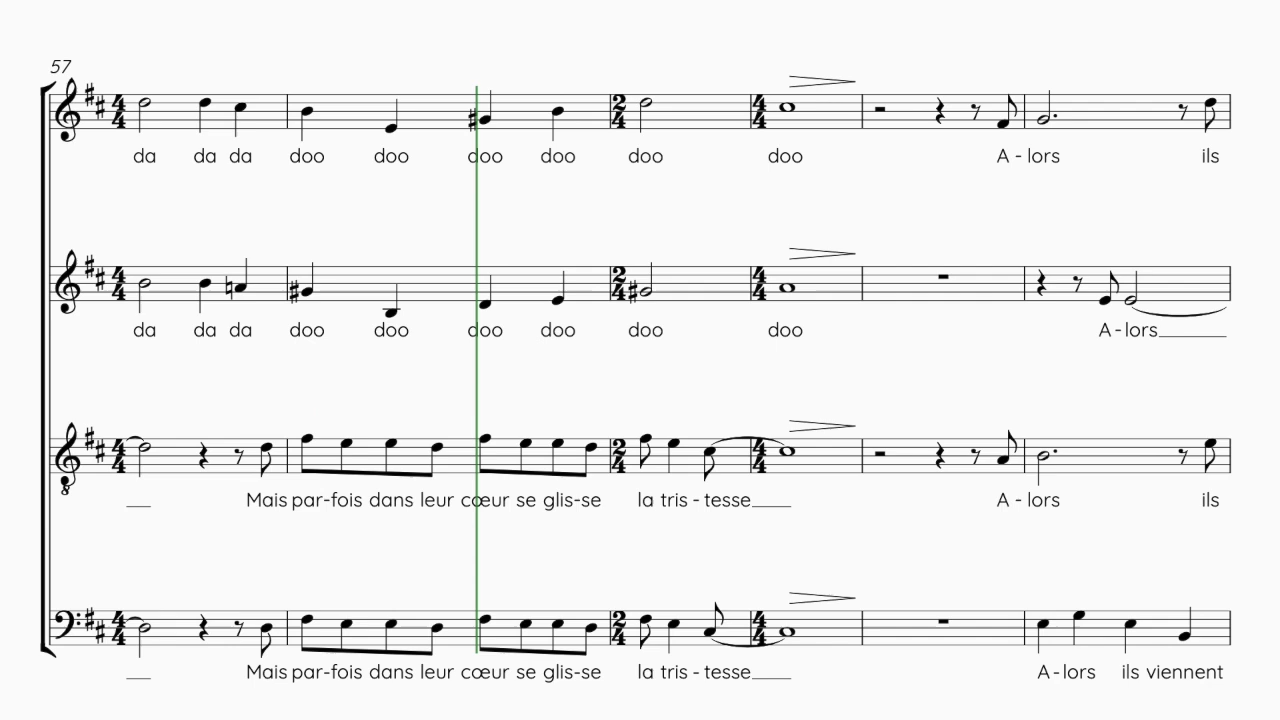 57
da da da doo doo doo doo doo doo A - lors ils
da da da doo doo doo doo doo doo A - lors
Mais par-fois dans leur cœur se glis-se la tris - tesse A - lors ils
Mais par-fois dans leur cœur se glis-se la tris - tesse A - lors ils viennent